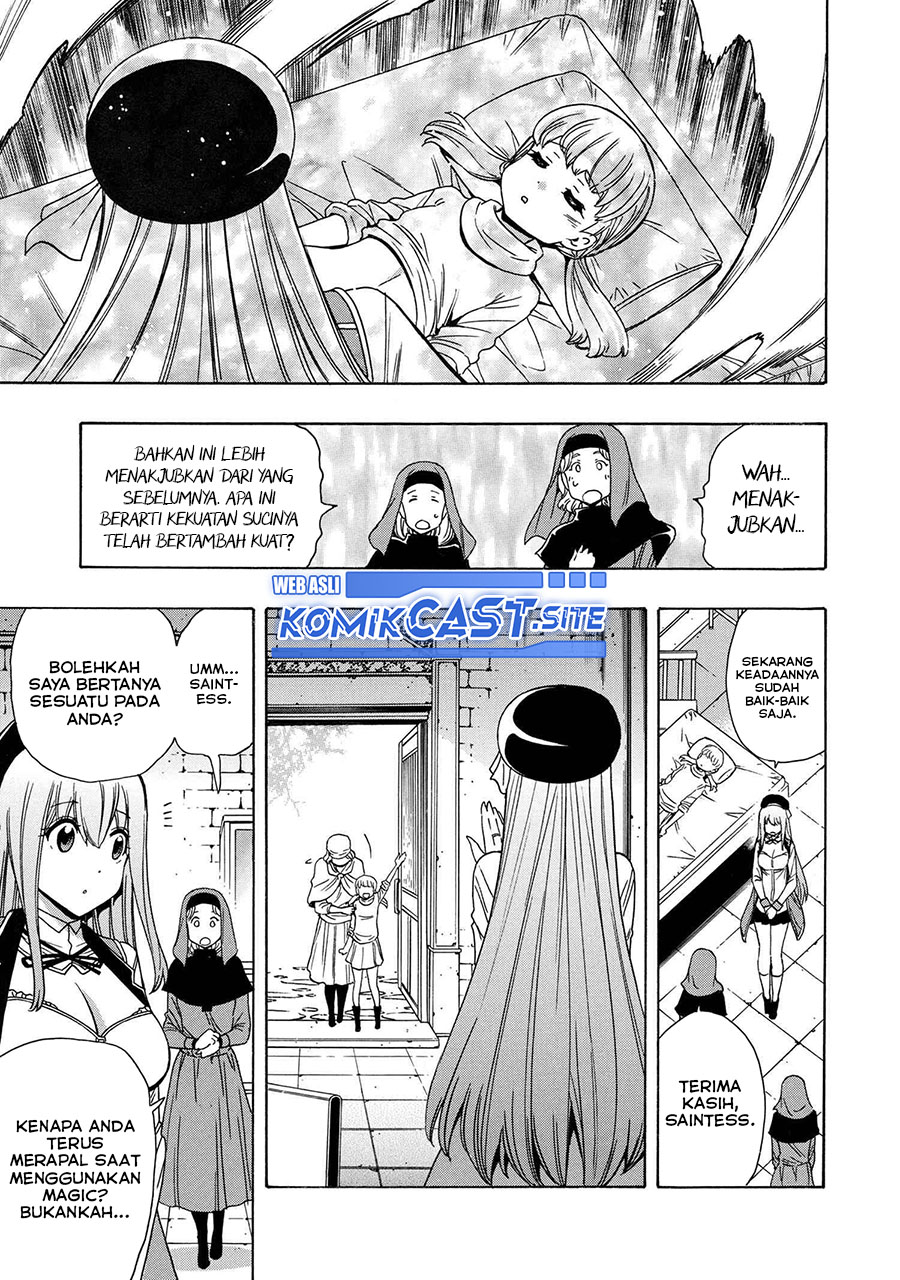 WAH...
MENAK-
JUBKAN...
BAHKAN INI LEBIH
MENAKJUBKAN DARI YANG
SEBELUMNYA. APA INI
BERARTI KEKUATAN SUCINYA
TELAH BERTAMBAH KUAT?
WEB ASLI
KOMIKCAST.SITE
SEKARANG
KEADAANNYA
SUDAH
BAIK-BAIK
SAJA.
TERIMA
KASIH,
SAINTESS.
UMM...
SAINT-
ESS.
BOLEHKAH
SAYA BERTANYA
SESUATU PADA
ANDA?
KENAPA ANDA
TERUS
MERAPAL SAAT
MENGGUNAKAN
MAGIC?
BUKANKAH...